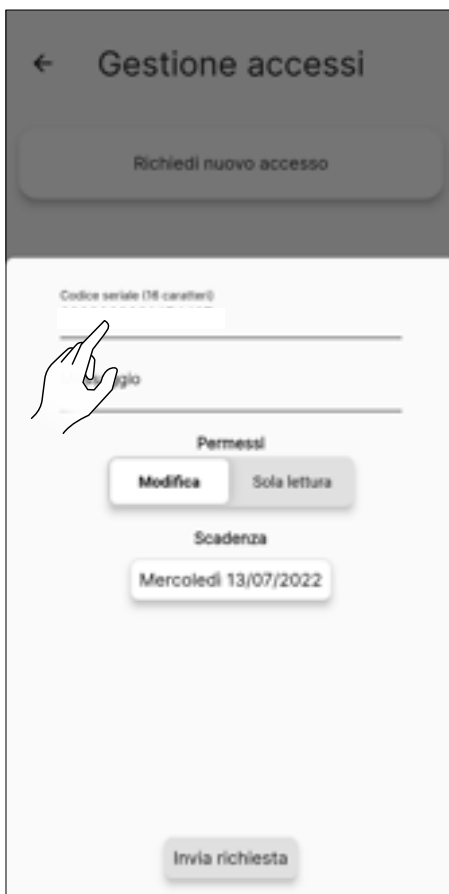 Gestione accessi
Richiedi nuovo accesso
Codice seriale (16 caratteri)
Permessi
Modifica Sola lettura
Scadenza
Mercoledì 13/07/2022
Invia richiesta